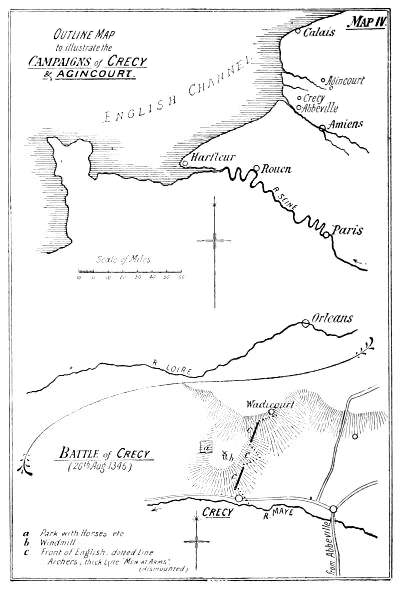 MAP IV.
OUTLINE MAP
to illustrate the
CAMPAIGNS of CRECY
& AGINCOURT.
ENGLISH CHANNEL
Calais
Agincourt
Crecy
Abbeville
Amiens
Harfleur
Rouen
R. SEINE
Paris
Scale of Miles
Orleans
R. LOIRE
Wadicourt
BATTLE of CRECY
(26th Aug. 1346)
a
b
c
c
c
CRECY
R. MAYE
from Abbeville
a Park with Horses etc
b Windmill
c Front of English, dotted Line
Archers, thick Line "Men at Arms"
(dismounted)